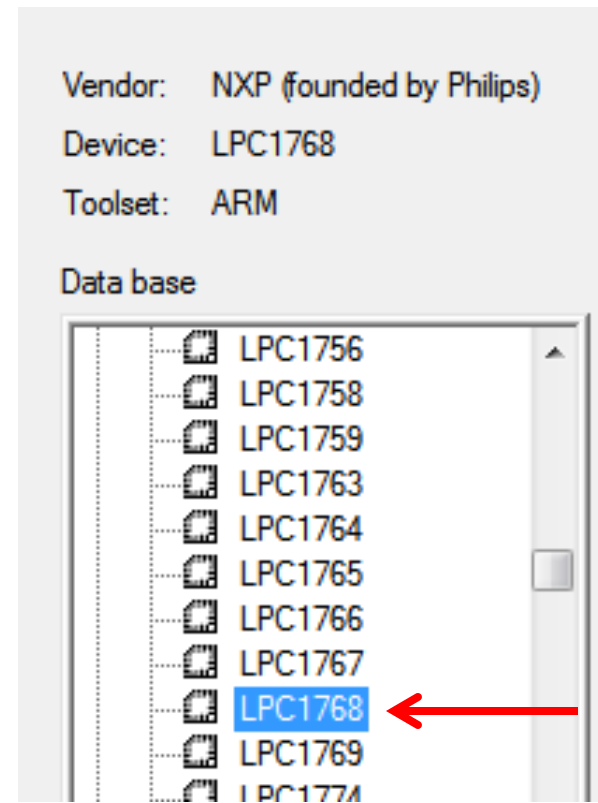 Vendor: NXP (founded by Philips)
Device: LPC1768
Toolset: ARM
Data base
LPC1756
LPC1758
LPC1759
LPC1763
LPC1764
LPC1765
LPC1766
LPC1767
LPC1768
LPC1769
LPC1774